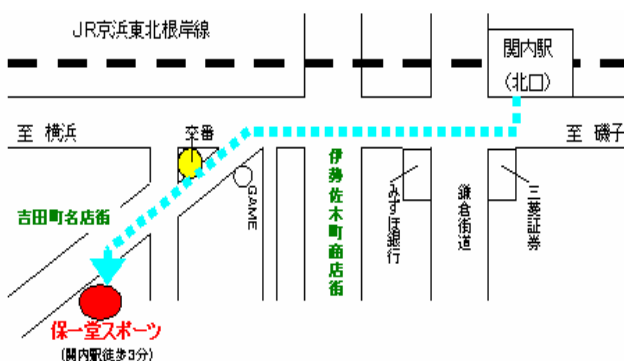 JR京浜東北根岸線
関内駅
(北口)
至 横浜
交番
至 磯子
GAME
伊勢佐木町商店街
みずほ銀行
鎌倉街道
三菱証券
吉田町名店街
保一堂スポーツ
(関内駅徒歩3分)